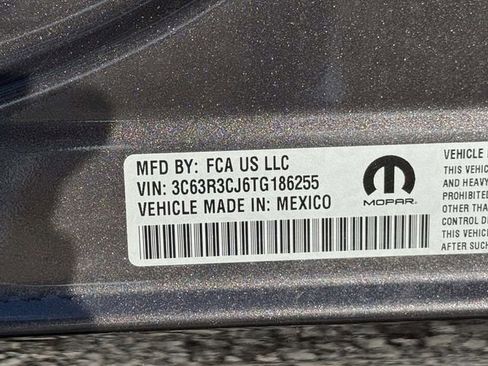 MFD BY: FCA US LLC
VIN: 3C63R3CJ6TG186255
VEHICLE MADE IN: MEXICO
MOPAR
VEHICLE
THIS VEHIC
AND HEAVY
PROHIBITED
OTHER THA
CONTROL D
THIS VEHIC
AFTER SUCH